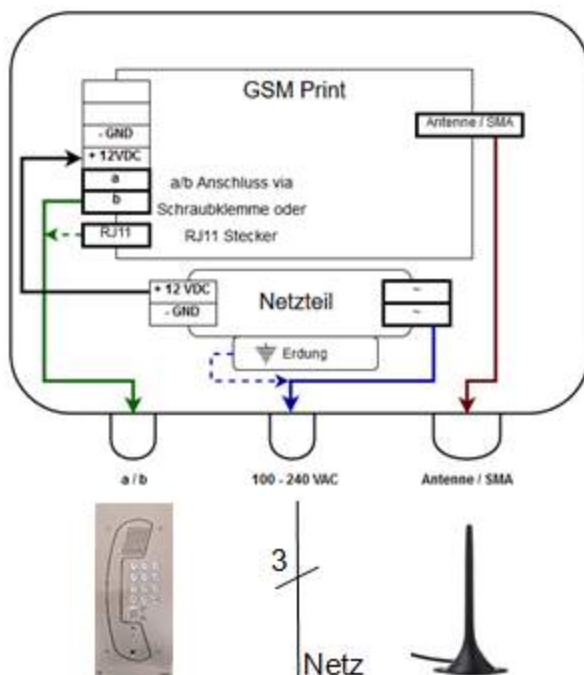 GSM Print
- GND
+ 12VDC
a
b
RJ11
a/b Anschluss via
Schraubklemme oder
RJ11 Stecker
Antenne / SMA
+ 12 VDC
- GND
Netzteil
~
~
Erdung
a / b
100 - 240 VAC
Antenne / SMA
3
Netz